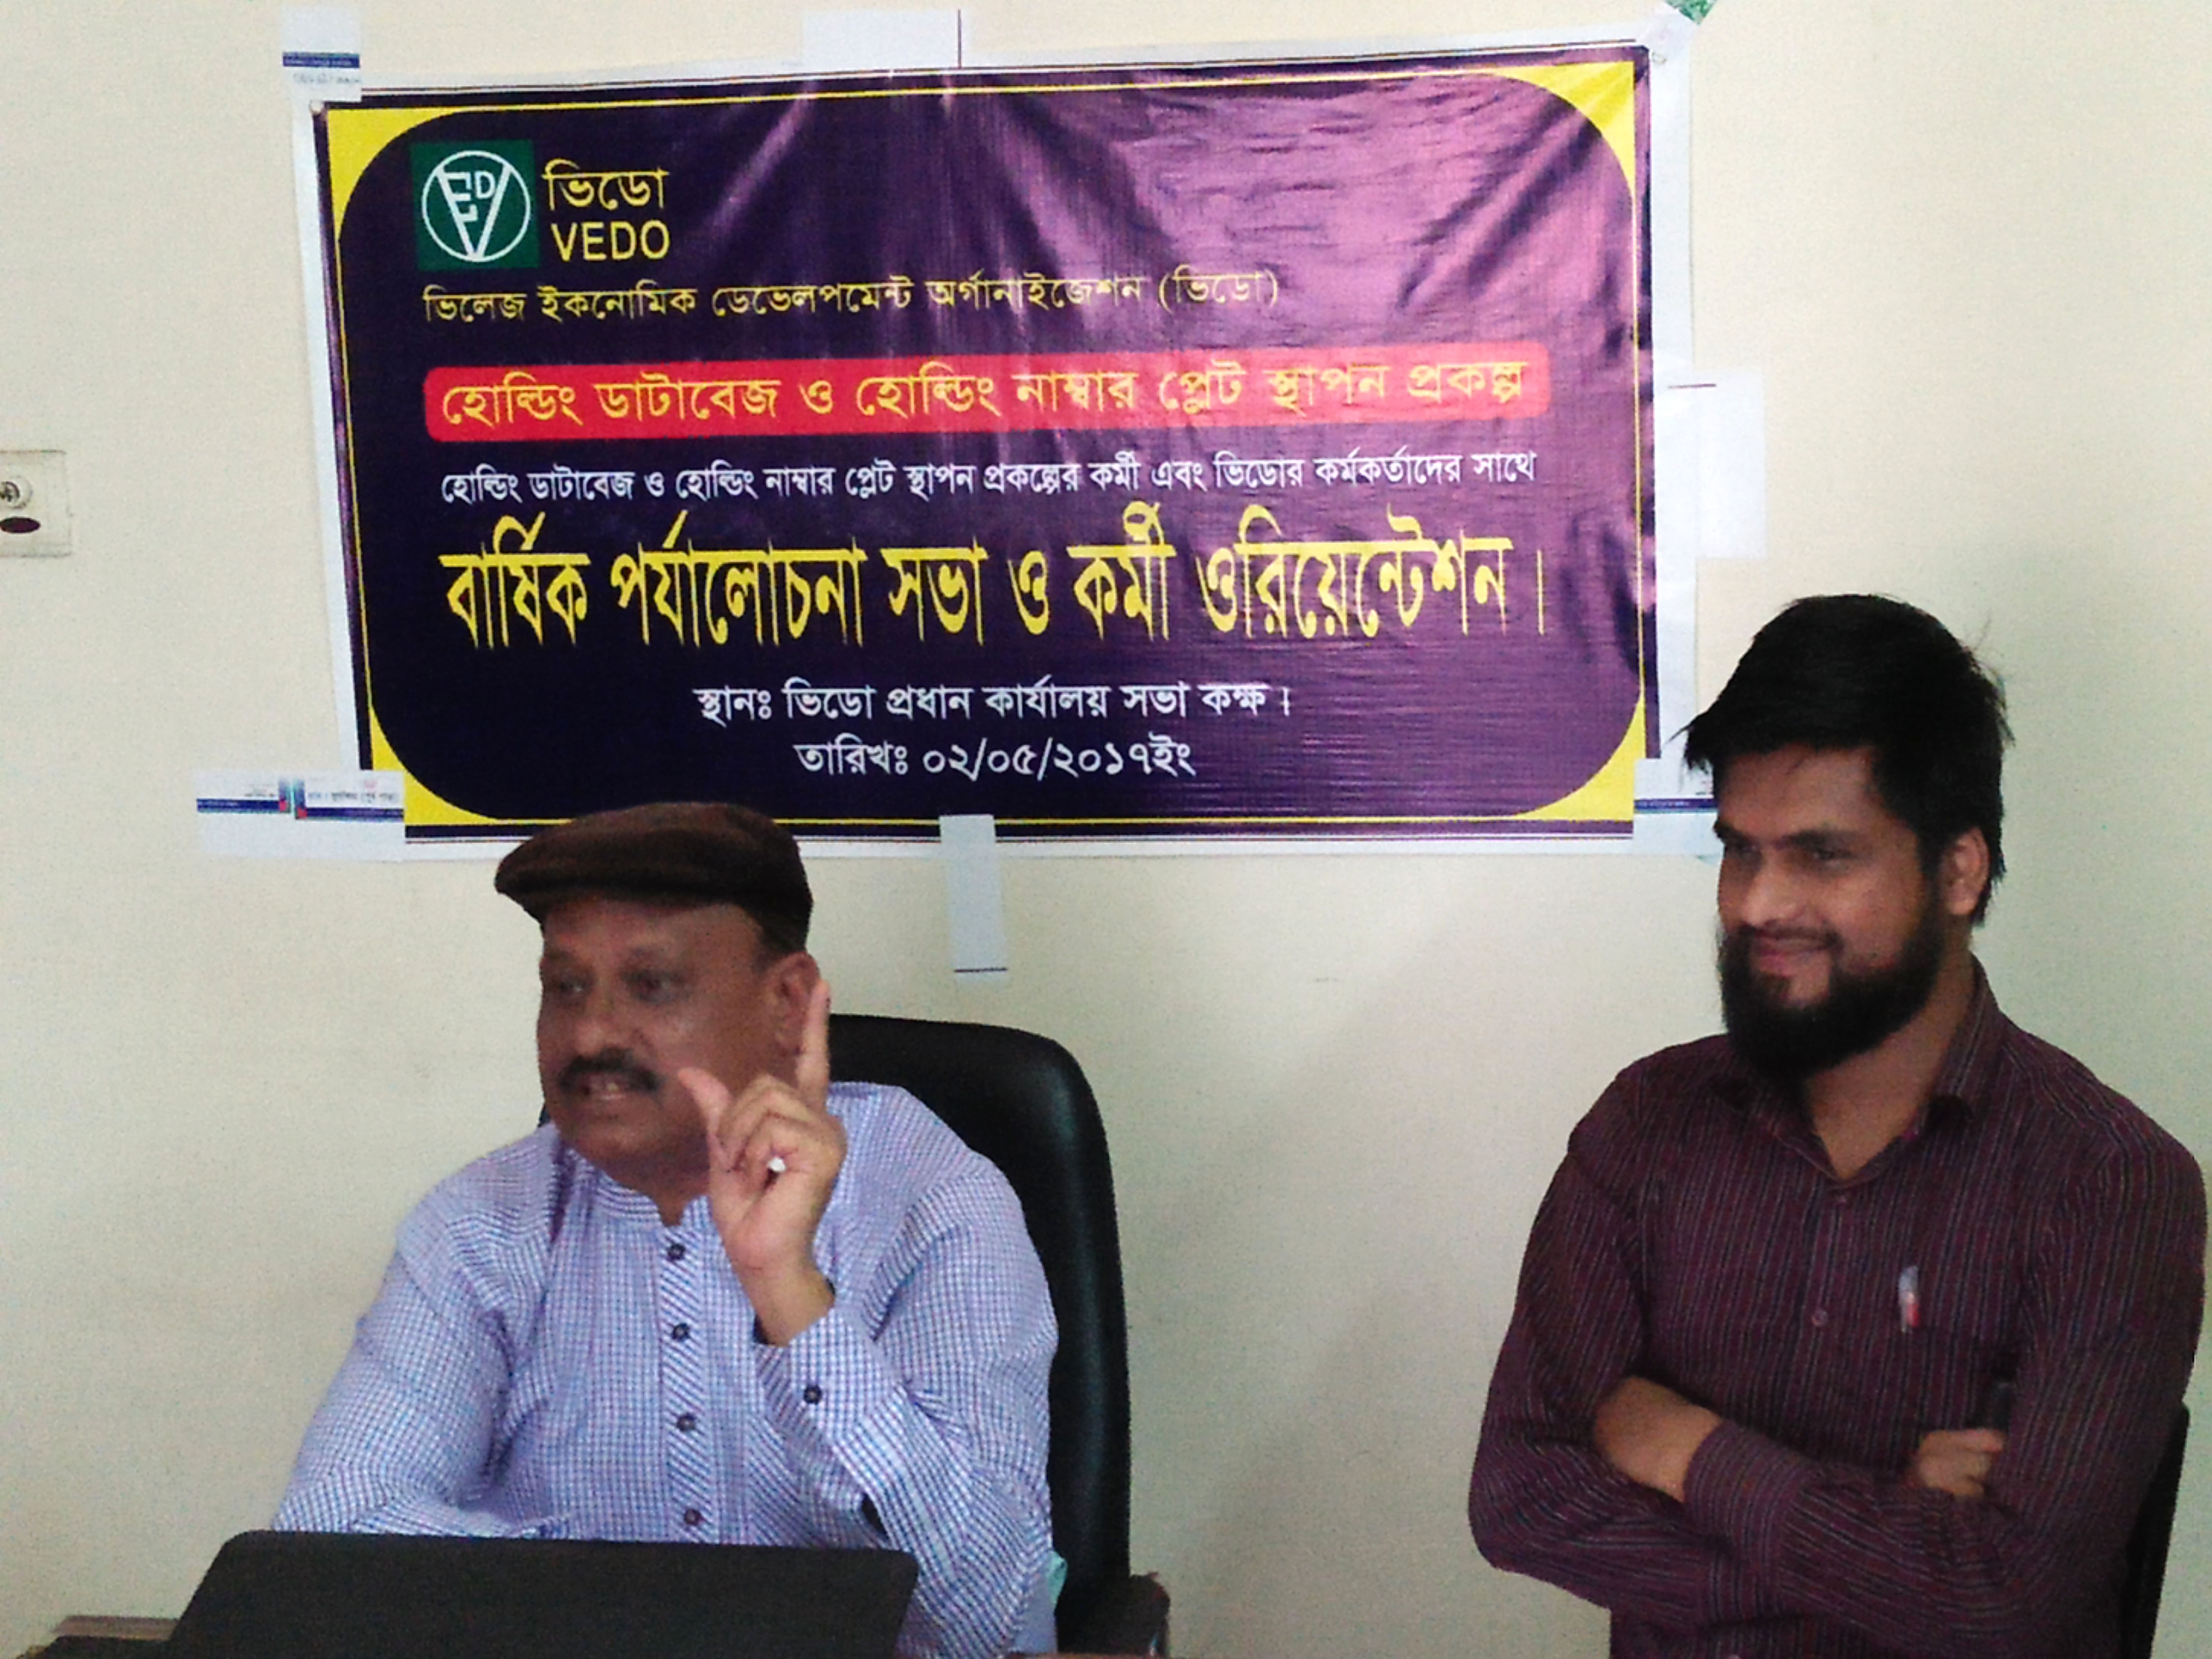 ভিডো
VEDO
ভিলেজ ইকনোমিক ডেভেলপমেন্ট অর্গানাইজেশন (ভিডো)
হোল্ডিং ডাটাবেজ ও হোল্ডিং নাম্বার প্লেট স্থাপন প্রকল্প
হোল্ডিং ডাটাবেজ ও হোল্ডিং নাম্বার প্লেট স্থাপন প্রকল্পের কর্মী এবং ভিডোর কর্মকর্তাদের সাথে
বার্ষিক পর্যালোচনা সভা ও কর্মী ওরিয়েন্টেশন।
স্থানঃ ভিডো প্রধান কার্যালয় সভা কক্ষ।
তারিখঃ ০২/০৫/২০১৭ইং